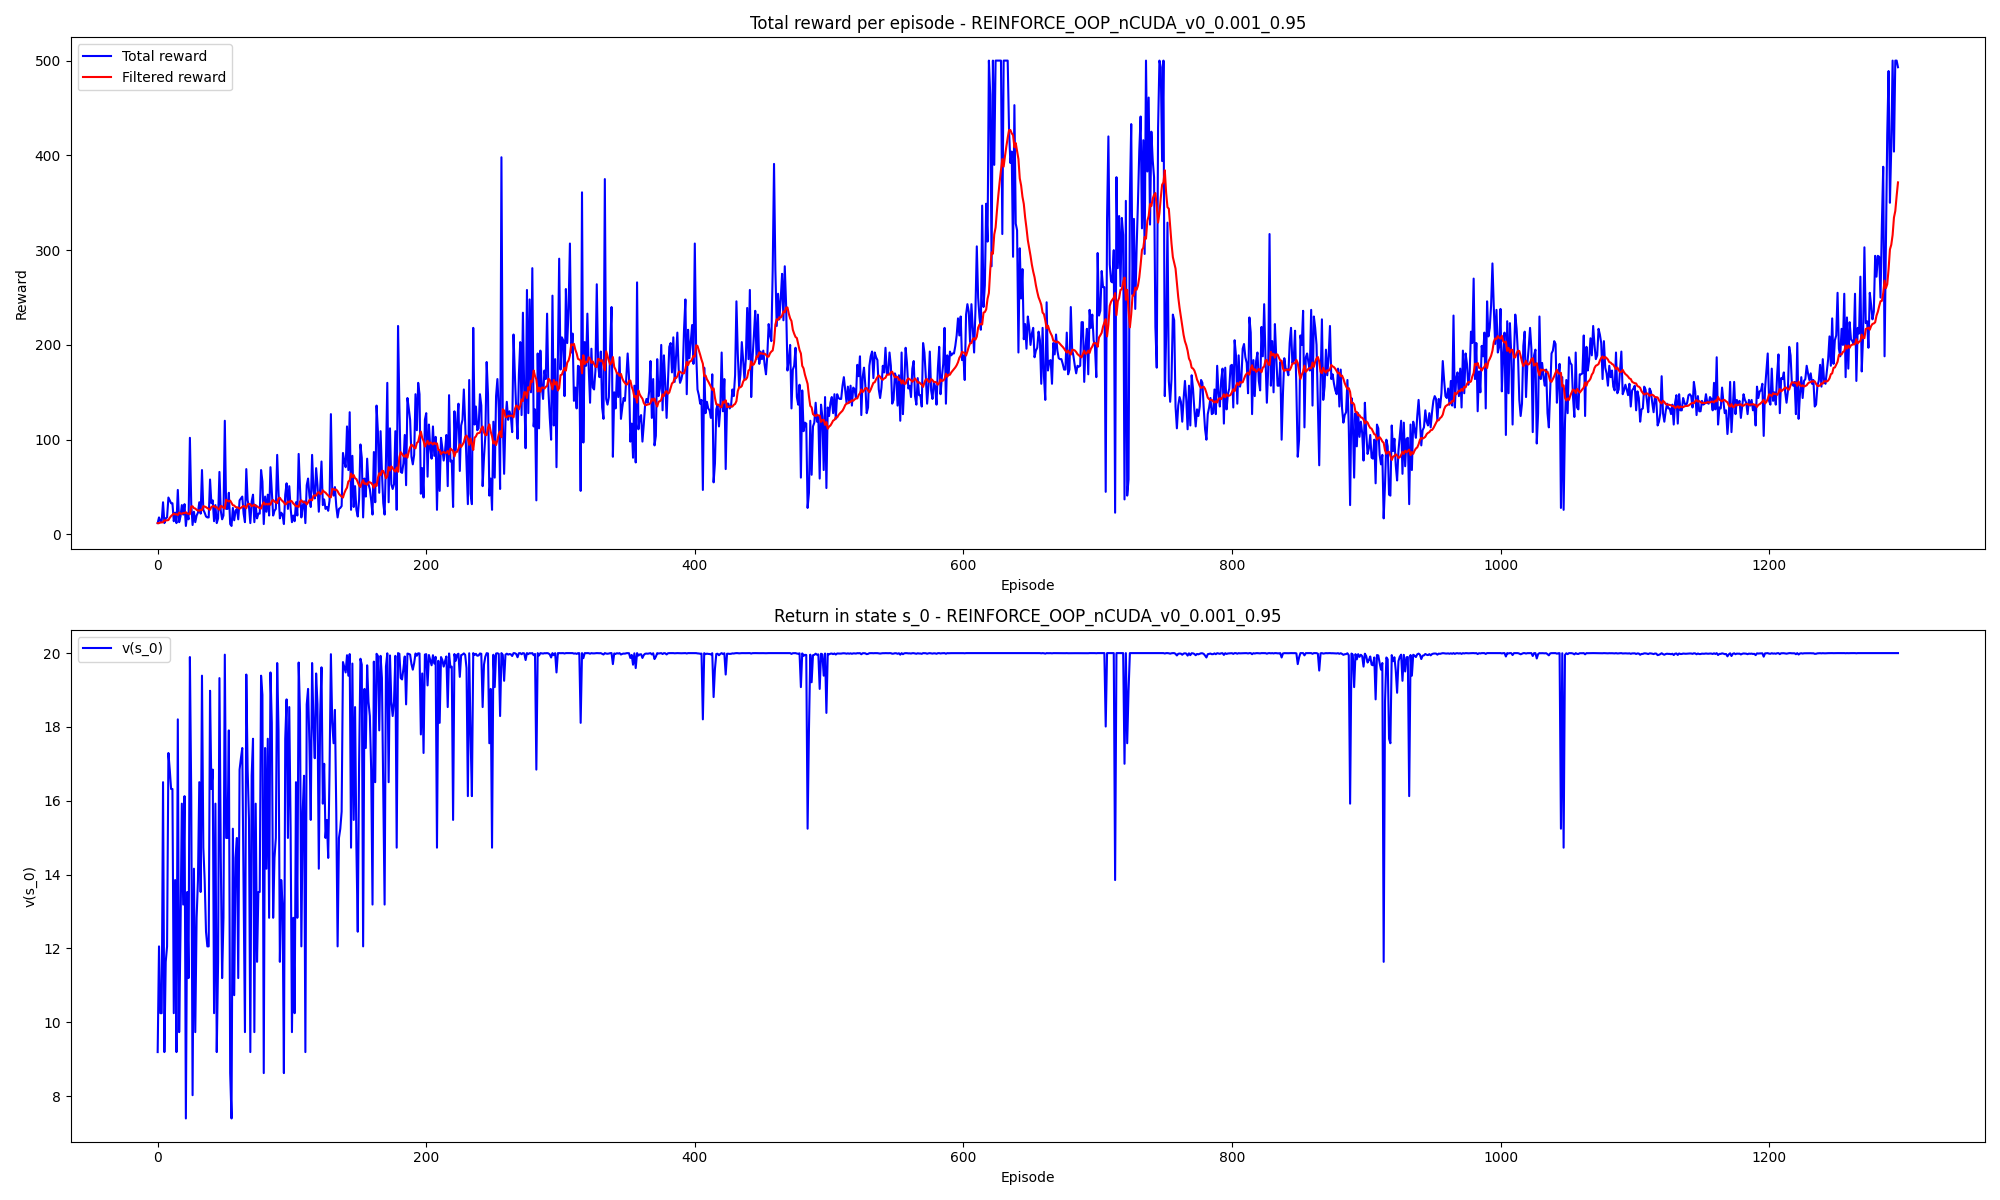 Total reward per episode - REINFORCE_OOP_nCUDA_v0_0.001_0.95
Total reward
Filtered reward
500
400
300
200
100
0
Reward
0 200 400 600 800 1000 1200
Episode
Return in state s_0 - REINFORCE_OOP_nCUDA_v0_0.001_0.95
v(s_0)
20
18
16
14
12
10
8
v(s_0)
0 200 400 600 800 1000 1200
Episode